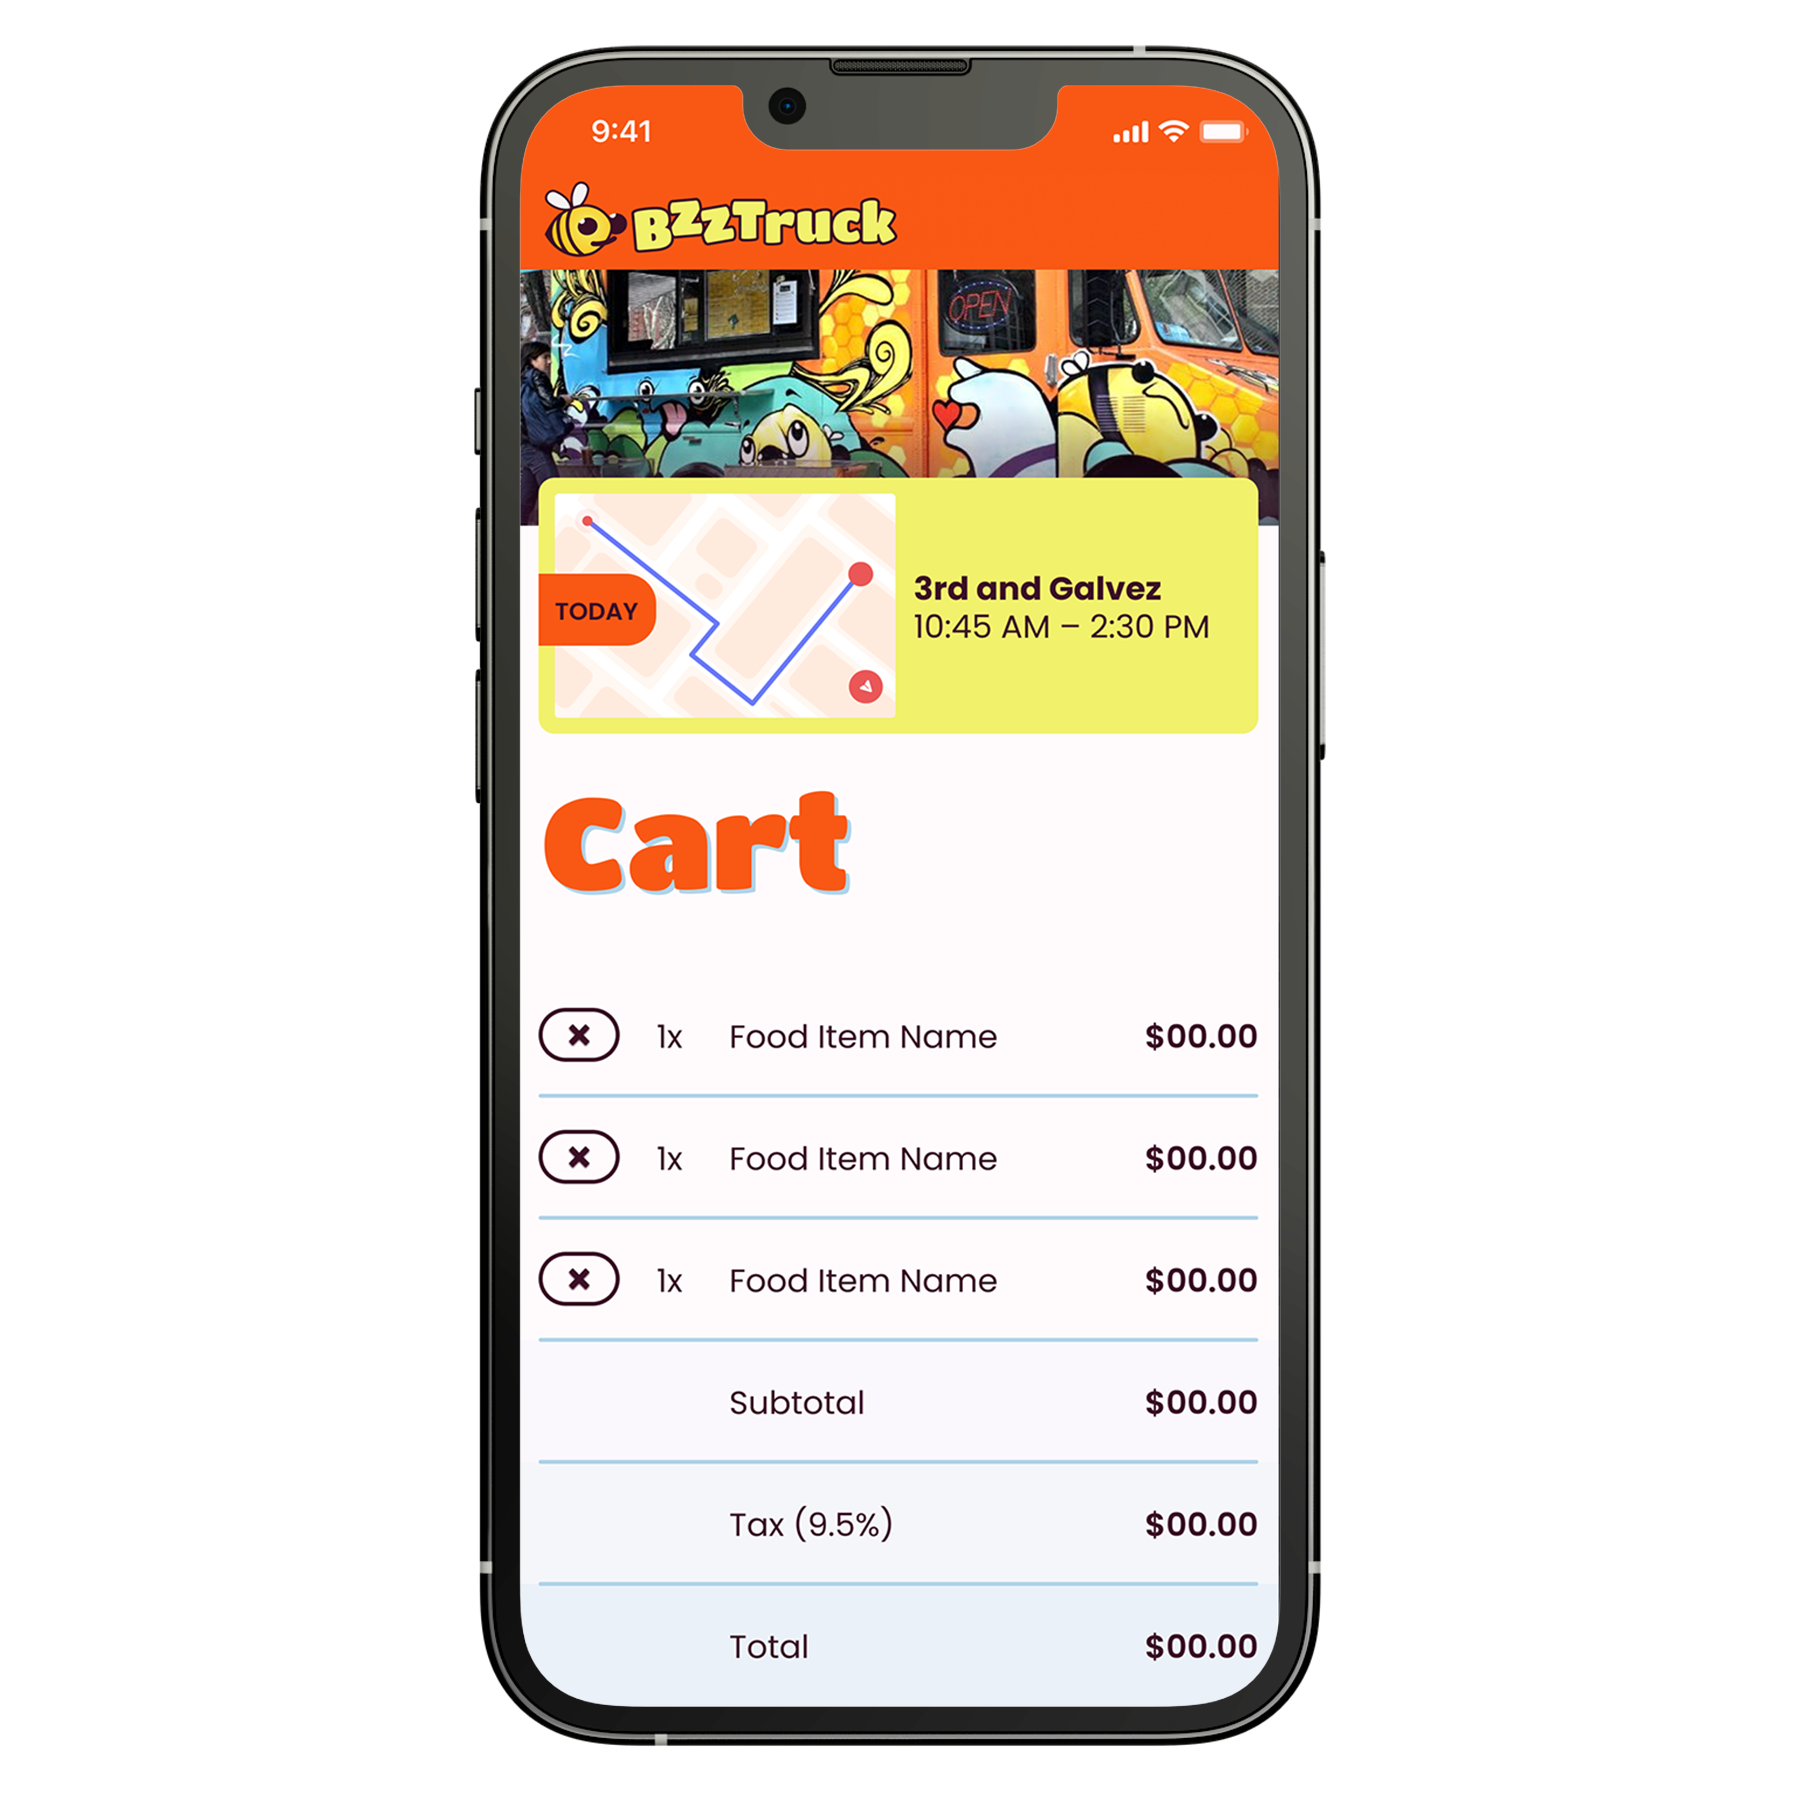 9:41
BzzTruck
OPEN
TODAY
3rd and Galvez
10:45 AM – 2:30 PM
Cart
1x Food Item Name $00.00
1x Food Item Name $00.00
1x Food Item Name $00.00
Subtotal $00.00
Tax (9.5%) $00.00
Total $00.00